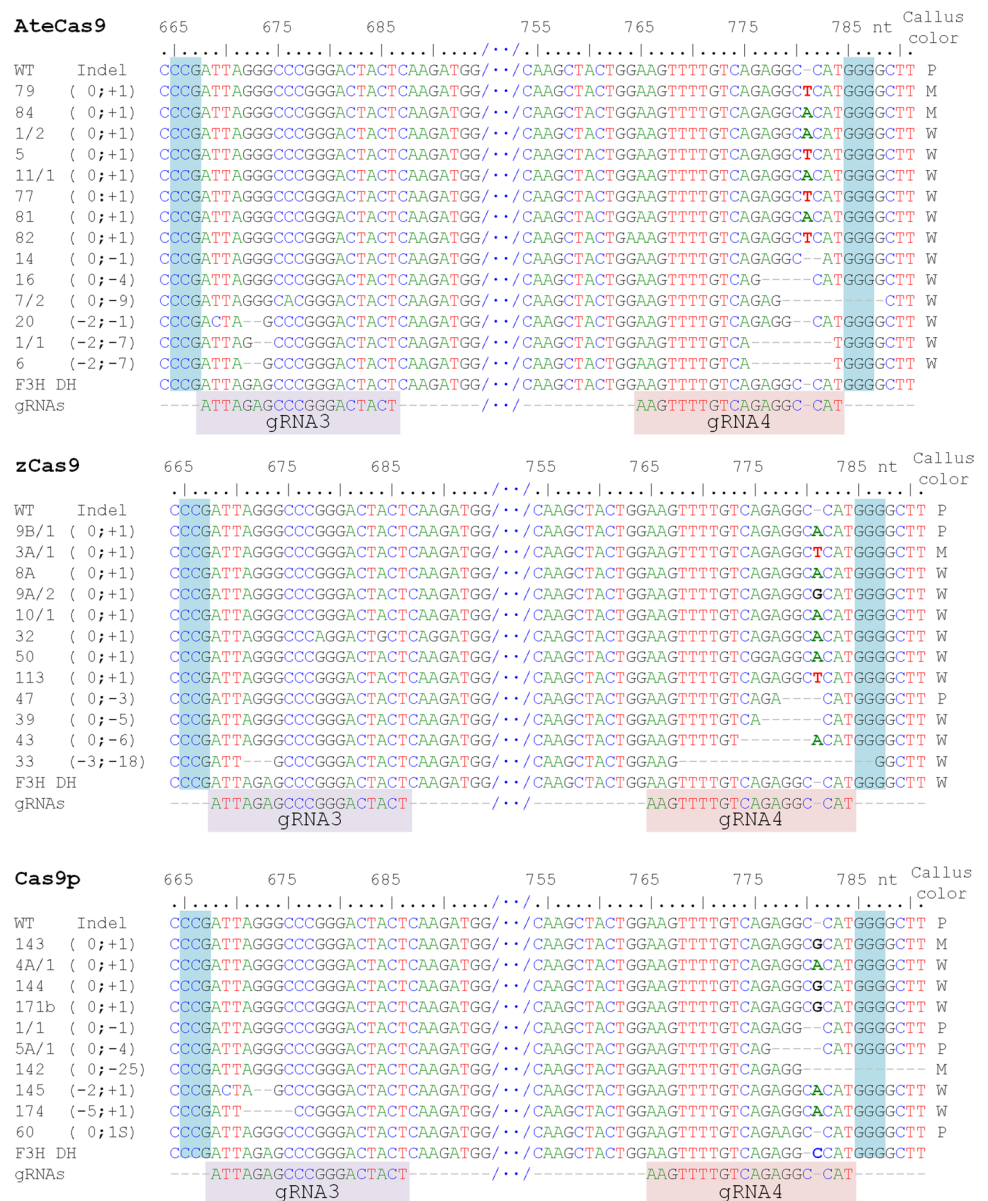 AteCas9
665 675 685 755 765 775 785 nt Callus color
WT Indel CCCGATTAGGGCCCGGGACTACTCAAGATGG/··/CAAGCTACTGGAAGTTTTGTCAGAGGC-CATGGGGCTT P
79 ( 0;+1) CCCGATTAGGGCCCGGGACTACTCAAGATGG/··/CAAGCTACTGGAAGTTTTGTCAGAGGCTCATGGGGCTT M
84 ( 0;+1) CCCGATTAGGGCCCGGGACTACTCAAGATGG/··/CAAGCTACTGGAAGTTTTGTCAGAGGCACATGGGGCTT M
1/2 ( 0;+1) CCCGATTAGGGCCCGGGACTACTCAAGATGG/··/CAAGCTACTGGAAGTTTTGTCAGAGGCACATGGGGCTT W
5 ( 0;+1) CCCGATTAGGGCCCGGGACTACTCAAGATGG/··/CAAGCTACTGGAAGTTTTGTCAGAGGCTCATGGGGCTT W
11/1 ( 0;+1) CCCGATTAGGGCCCGGGACTACTCAAGATGG/··/CAAGCTACTGGAAGTTTTGTCAGAGGCACATGGGGCTT W
77 ( 0:+1) CCCGATTAGGGCCCGGGACTACTCAAGATGG/··/CAAGCTACTGGAAGTTTTGTCAGAGGCTCATGGGGCTT W
81 ( 0;+1) CCCGATTAGGGCCCGGGACTACTCAAGATGG/··/CAAGCTACTGGAAGTTTTGTCAGAGGCACATGGGGCTT W
82 ( 0;+1) CCCGATTAGGGCCCGGGACTACTCAAGATGG/··/CAAGCTACTGAAAGTTTTGTCAGAGGCTCATGGGGCTT W
14 ( 0;-1) CCCGATTAGGGCCCGGGACTACTCAAGATGG/··/CAAGCTACTGGAAGTTTTGTCAGAGGC--ATGGGGCTT W
16 ( 0;-4) CCCGATTAGGGCCCGGGACTACTCAAGATGG/··/CAAGCTACTGGAAGTTTTGTCAG-----CATGGGGCTT W
7/2 ( 0;-9) CCCGATTAGGGCACGGGACTACTCAAGATGG/··/CAAGCTACTGGAAGTTTTGTCAGAG----------CTT W
20 (-2;-1) CCCGACTA--GCCCGGGACTACTCAAGATGG/··/CAAGCTACTGGAAGTTTTGTCAGAGG--CATGGGGCTT W
1/1 (-2;-7) CCCGATTAG--CCCGGGACTACTCAAGATGG/··/CAAGCTACTGGAAGTTTTGTCA--------TGGGGCTT W
6 (-2;-7) CCCGATTA--GCCCGGGACTACTCAAGATGG/··/CAAGCTACTGGAAGTTTTGTCA--------TGGGGCTT W
F3H DH CCCGATTAGAGCCCGGGACTACTCAAGATGG/··/CAAGCTACTGGAAGTTTTGTCAGAGGC-CATGGGGCTT
gRNAs ----ATTAGAGCCCGGGACTACT--------/··/-----------AAGTTTTGTCAGAGGC-CAT-------
gRNA3 gRNA4
zCas9
665 675 685 755 765 775 785 nt Callus color
WT Indel CCCGATTAGGGCCCGGGACTACTCAAGATGG/··/CAAGCTACTGGAAGTTTTGTCAGAGGC-CATGGGGCTT P
9B/1 ( 0;+1) CCCGATTAGGGCCCGGGACTACTCAAGATGG/··/CAAGCTACTGGAAGTTTTGTCAGAGGCACATGGGGCTT P
3A/1 ( 0;+1) CCCGATTAGGGCCCGGGACTACTCAAGATGG/··/CAAGCTACTGGAAGTTTTGTCAGAGGCTCATGGGGCTT M
8A ( 0;+1) CCCGATTAGGGCCCGGGACTACTCAAGATGG/··/CAAGCTACTGGAAGTTTTGTCAGAGGCACATGGGGCTT W
9A/2 ( 0;+1) CCCGATTAGGGCCCGGGACTACTCAAGATGG/··/CAAGCTACTGGAAGTTTTGTCAGAGGCGCATGGGGCTT W
10/1 ( 0;+1) CCCGATTAGGGCCCGGGACTACTCAAGATGG/··/CAAGCTACTGGAAGTTTTGTCAGAGGCACATGGGGCTT W
32 ( 0;+1) CCCGATTAGGGCCCAGGACTGCTCAGGATGG/··/CAAGCTACTGGAAGTTTTGTCAGAGGCACATGGGGCTT W
50 ( 0;+1) CCCGATTAGGGCCCGGGACTACTCAAGATGG/··/CAAGCTACTGGAAGTTTTGTCGGAGGCACATGGGGCTT W
113 ( 0;+1) CCCGATTAGGGCCCGGGACTACTCAAGATGG/··/CAAGCTACTGGAAGTTTTGTCAGAGGCTCATGGGGCTT W
47 ( 0;-3) CCCGATTAGGGCCCGGGACTACTCAAGATGG/··/CAAGCTACTGGAAGTTTTGTCAGA----CATGGGGCTT P
39 ( 0;-5) CCCGATTAGGGCCCGGGACTACTCAAGATGG/··/CAAGCTACTGGAAGTTTTGTCA------CATGGGGCTT W
43 ( 0;-6) CCCGATTAGGGCCCGGGACTACTCAAGATGG/··/CAAGCTACTGGAAGTTTTGT-------ACATGGGGCTT W
33 (-3;-18) CCCGATT---GCCCGGGACTACTCAAGATGG/··/CAAGCTACTGGAAG-------------------GGCTT W
F3H DH CCCGATTAGAGCCCGGGACTACTCAAGATGG/··/CAAGCTACTGGAAGTTTTGTCAGAGGC-CATGGGGCTT W
gRNAs ----ATTAGAGCCCGGGACTACT--------/··/-----------AAGTTTTGTCAGAGGC-CAT-------
gRNA3 gRNA4
Cas9p
665 675 685 755 765 775 785 nt Callus color
WT Indel CCCGATTAGGGCCCGGGACTACTCAAGATGG/··/CAAGCTACTGGAAGTTTTGTCAGAGGC-CATGGGGCTT P
143 ( 0;+1) CCCGATTAGGGCCCGGGACTACTCAAGATGG/··/CAAGCTACTGGAAGTTTTGTCAGAGGCGCATGGGGCTT M
4A/1 ( 0;+1) CCCGATTAGGGCCCGGGACTACTCAAGATGG/··/CAAGCTACTGGAAGTTTTGTCAGAGGCACATGGGGCTT W
144 ( 0;+1) CCCGATTAGGGCCCGGGACTACTCAAGATGG/··/CAAGCTACTGGAAGTTTTGTCAGAGGCGCATGGGGCTT W
171b ( 0;+1) CCCGATTAGGGCCCGGGACTACTCAAGATGG/··/CAAGCTACTGGAAGTTTTGTCAGAGGCGCATGGGGCTT W
1/1 ( 0;-1) CCCGATTAGGGCCCGGGACTACTCAAGATGG/··/CAAGCTACTGGAAGTTTTGTCAGAGG--CATGGGGCTT P
5A/1 ( 0;-4) CCCGATTAGGGCCCGGGACTACTCAAGATGG/··/CAAGCTACTGGAAGTTTTGTCAG-----CATGGGGCTT P
142 ( 0;-25) CCCGATTAGGGCCCGGGACTACTCAAGATGG/··/CAAGCTACTGGAAGTTTTGTCAGAGG------------ M
145 (-2;+1) CCCGACTA--GCCCGGGACTACTCAAGATGG/··/CAAGCTACTGGAAGTTTTGTCAGAGGCACATGGGGCTT W
174 (-5;+1) CCCGATT-----CCGGGACTACTCAAGATGG/··/CAAGCTACTGGAAGTTTTGTCAGAGGCACATGGGGCTT W
60 ( 0;1S) CCCGATTAGGGCCCGGGACTACTCAAGATGG/··/CAAGCTACTGGAAGTTTTGTCAGAAGC-CATGGGGCTT P
F3H DH CCCGATTAGAGCCCGGGACTACTCAAGATGG/··/CAAGCTACTGGAAGTTTTGTCAGAGG-CCATGGGGCTT
gRNAs ----ATTAGAGCCCGGGACTACT--------/··/-----------AAGTTTTGTCAGAGGC-CAT-------
gRNA3 gRNA4